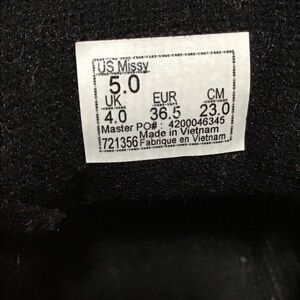 US Missy
5.0
UK EUR CM
4.0 36.5 23.0
Master PO#: 4200046345
Made in Vietnam
721356 Fabrique en Vietnam